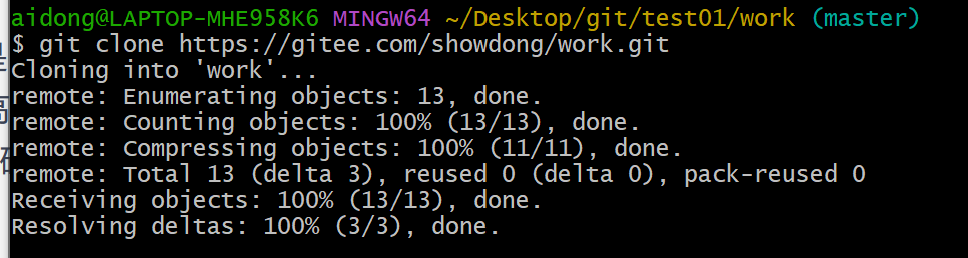 aidong@LAPTOP-MHE958K6 MINGW64 ~/Desktop/git/test01/work (master)
$ git clone https://gitee.com/showdong/work.git
Cloning into 'work'...
remote: Enumerating objects: 13, done.
remote: Counting objects: 100% (13/13), done.
remote: Compressing objects: 100% (11/11), done.
remote: Total 13 (delta 3), reused 0 (delta 0), pack-reused 0
Receiving objects: 100% (13/13), done.
Resolving deltas: 100% (3/3), done.